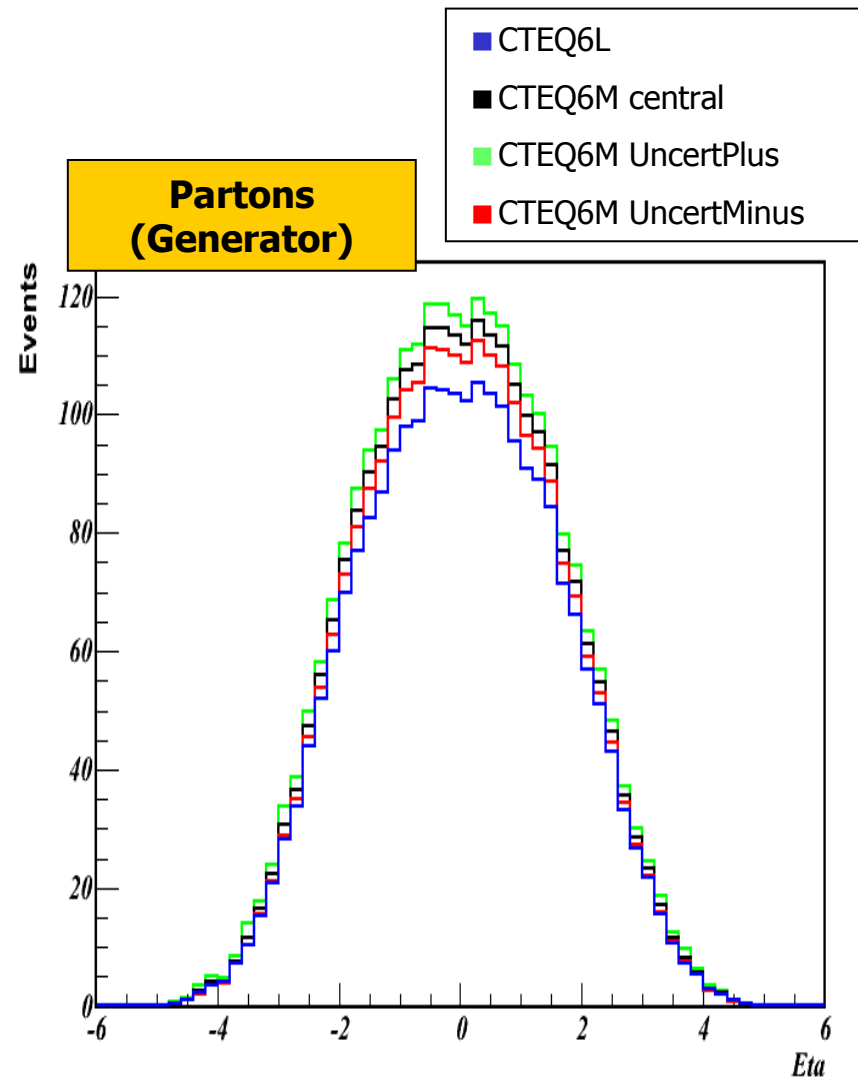 CTEQ6L
CTEQ6M central
CTEQ6M UncertPlus
CTEQ6M UncertMinus
Partons
(Generator)
Events
120
100
80
60
40
20
0
-6 -4 -2 0 2 4 6
Eta